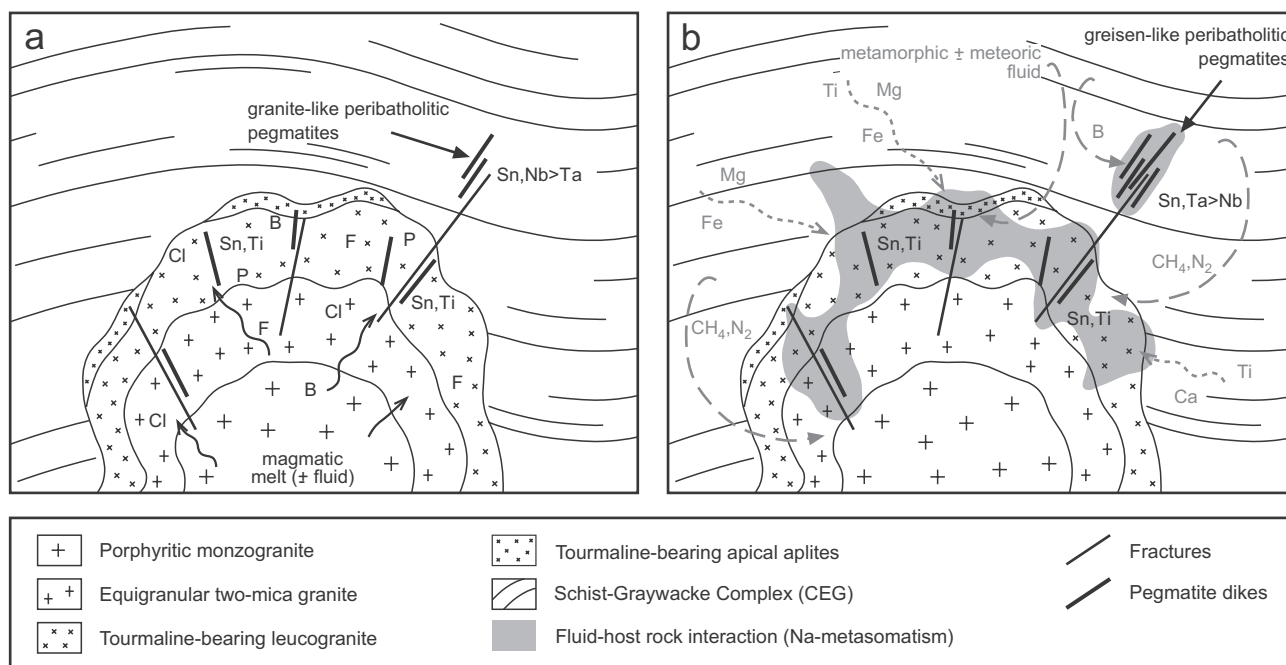 a
granite-like peribatholitic
pegmatites
Sn,Nb>Ta
B
Cl
Sn,Ti
F
P
P
Cl
Sn,Ti
F
B
F
Cl
magmatic
melt (± fluid)
b
greisen-like peribatholitic
pegmatites
metamorphic ± meteoric
fluid
Ti
Mg
Fe
B
Mg
Fe
Sn,Ta>Nb
Sn,Ti
CH4,N2
Sn,Ti
CH4,N2
Ti
Ca
Porphyritic monzogranite
Equigranular two-mica granite
Tourmaline-bearing leucogranite
Tourmaline-bearing apical aplites
Schist-Graywacke Complex (CEG)
Fluid-host rock interaction (Na-metasomatism)
Fractures
Pegmatite dikes